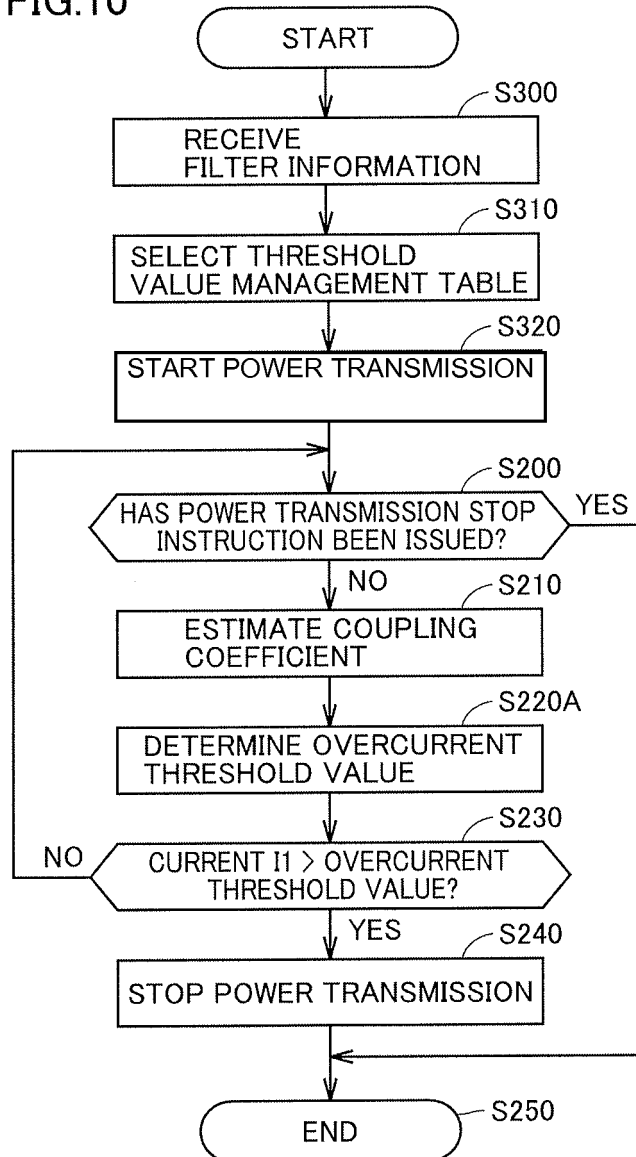 FIG.10
START
S300
RECEIVE
FILTER INFORMATION
S310
SELECT THRESHOLD
VALUE MANAGEMENT TABLE
S320
START POWER TRANSMISSION
S200
HAS POWER TRANSMISSION STOP
INSTRUCTION BEEN ISSUED?
YES
NO
S210
ESTIMATE COUPLING
COEFFICIENT
S220A
DETERMINE OVERCURRENT
THRESHOLD VALUE
S230
NO
CURRENT I1 > OVERCURRENT
THRESHOLD VALUE?
YES
S240
STOP POWER TRANSMISSION
END
S250